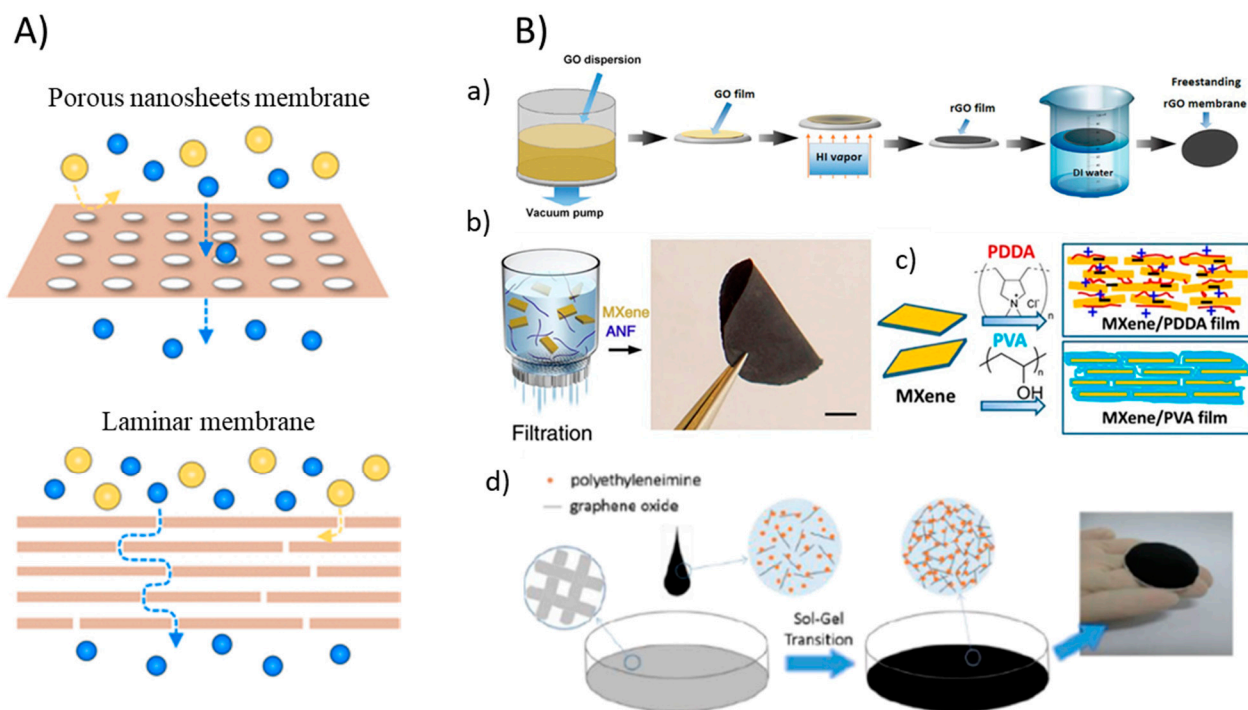 A)
Porous nanosheets membrane
Laminar membrane
B)
a)
GO dispersion
Vacuum pump
GO film
HI vapor
rGO film
DI water
Freestanding
rGO membrane
b)
MXene
ANF
Filtration
c)
MXene
PDDA
N
+
Cl-
n
PVA
n
OH
MXene/PDDA film
MXene/PVA film
d)
polyethyleneimine
graphene oxide
Sol-Gel
Transition